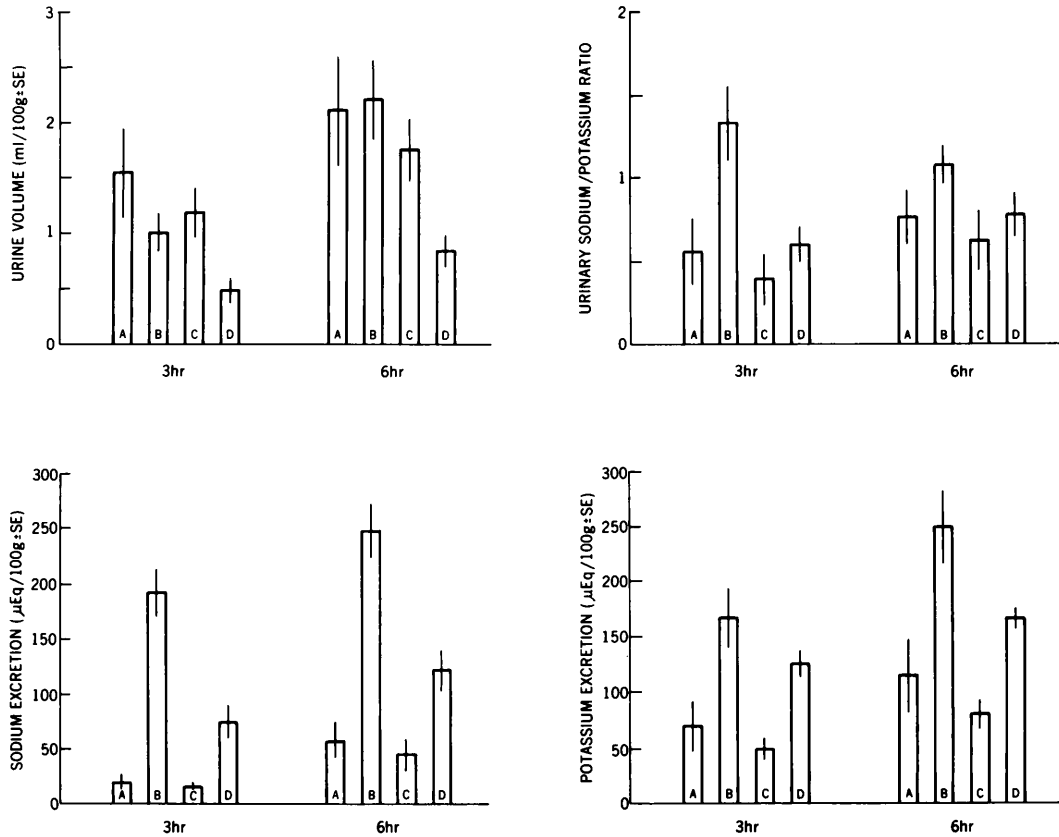 URINE VOLUME (ml/100g±SE)
3
2
1
0
A B C D
A B C D
3hr
6hr
URINARY SODIUM/POTASSIUM RATIO
2
1
0
A B C D
A B C D
3hr
6hr
SODIUM EXCRETION (µEq/100g±SE)
300
250
200
150
100
50
0
A B C D
A B C D
3hr
6hr
POTASSIUM EXCRETION (µEq/100g±SE)
300
250
200
150
100
50
0
A B C D
A B C D
3hr
6hr